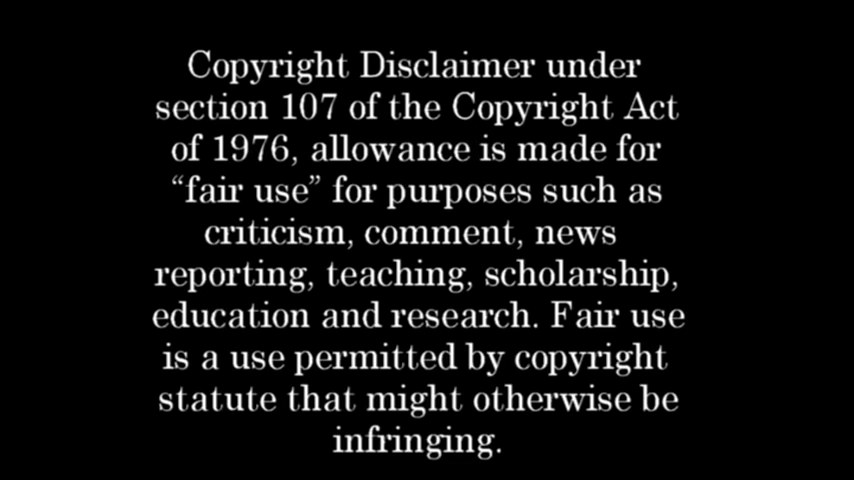 Copyright Disclaimer under
section 107 of the Copyright Act
of 1976, allowance is made for
“fair use” for purposes such as
criticism, comment, news
reporting, teaching, scholarship,
education and research. Fair use
is a use permitted by copyright
statute that might otherwise be
infringing.